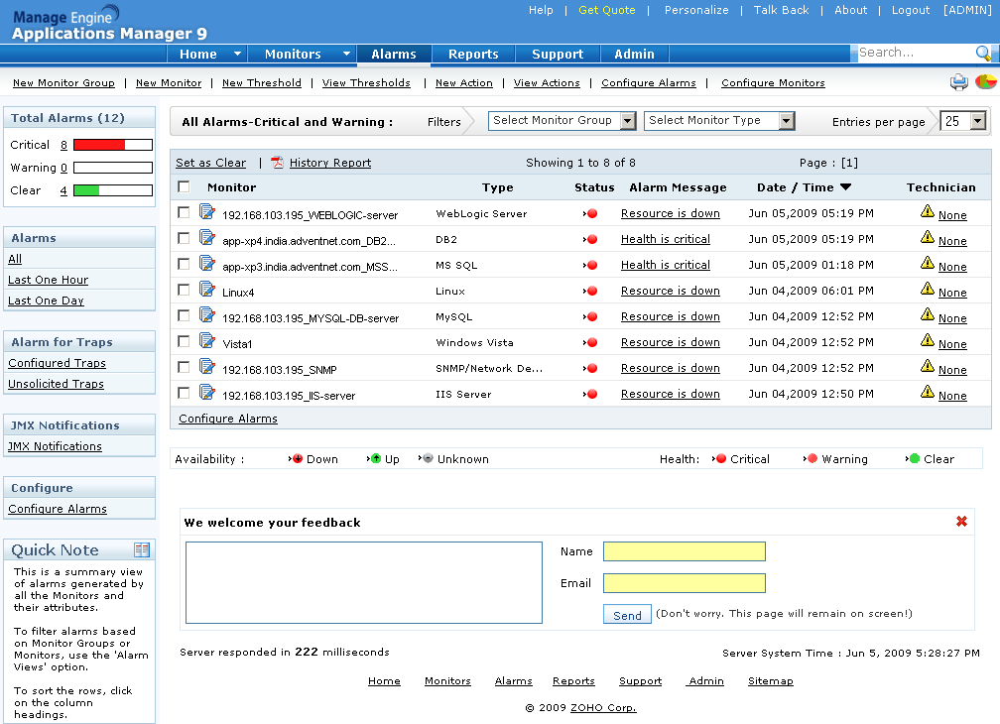 Help | Get Quote | Personalize | Talk Back | About | Logout [ADMIN]
Manage Engine
Applications Manager 9
Home Monitors Alarms Reports Support Admin Search...
New Monitor Group | New Monitor | New Threshold | View Thresholds | New Action | View Actions | Configure Alarms | Configure Monitors
Total Alarms (12)
Critical 8
Warning 0
Clear 4
Alarms
All
Last One Hour
Last One Day
Alarm for Traps
Configured Traps
Unsolicited Traps
JMX Notifications
JMX Notifications
Configure
Configure Alarms
Quick Note
This is a summary view
of alarms generated by
all the Monitors and
their attributes.
To filter alarms based
on Monitor Groups or
Monitors, use the 'Alarm
Views' option.
To sort the rows, click
on the column
headings.
All Alarms-Critical and Warning : Filters Select Monitor Group Select Monitor Type Entries per page 25
Set as Clear | History Report Showing 1 to 8 of 8 Page : [1]
Monitor Type Status Alarm Message Date / Time Technician
192.168.103.195_WEBLOGIC-server WebLogic Server Resource is down Jun 05,2009 05:19 PM None
app-xp4.india.adventnet.com_DB2... DB2 Health is critical Jun 05,2009 05:19 PM None
app-xp3.india.adventnet.com_MSS... MS SQL Health is critical Jun 05,2009 01:18 PM None
Linux4 Linux Resource is down Jun 04,2009 06:01 PM None
192.168.103.195_MYSQL-DB-server MySQL Resource is down Jun 04,2009 12:52 PM None
Vista1 Windows Vista Resource is down Jun 04,2009 12:52 PM None
192.168.103.195_SNMP SNMP/Network De... Resource is down Jun 04,2009 12:52 PM None
192.168.103.195_IIS-server IIS Server Resource is down Jun 04,2009 12:50 PM None
Configure Alarms
Availability : Down Up Unknown Health: Critical Warning Clear
We welcome your feedback
Name
Email
Send (Don't worry. This page will remain on screen!)
Server responded in 222 milliseconds Server System Time : Jun 5, 2009 5:28:27 PM
Home Monitors Alarms Reports Support Admin Sitemap
© 2009 ZOHO Corp.